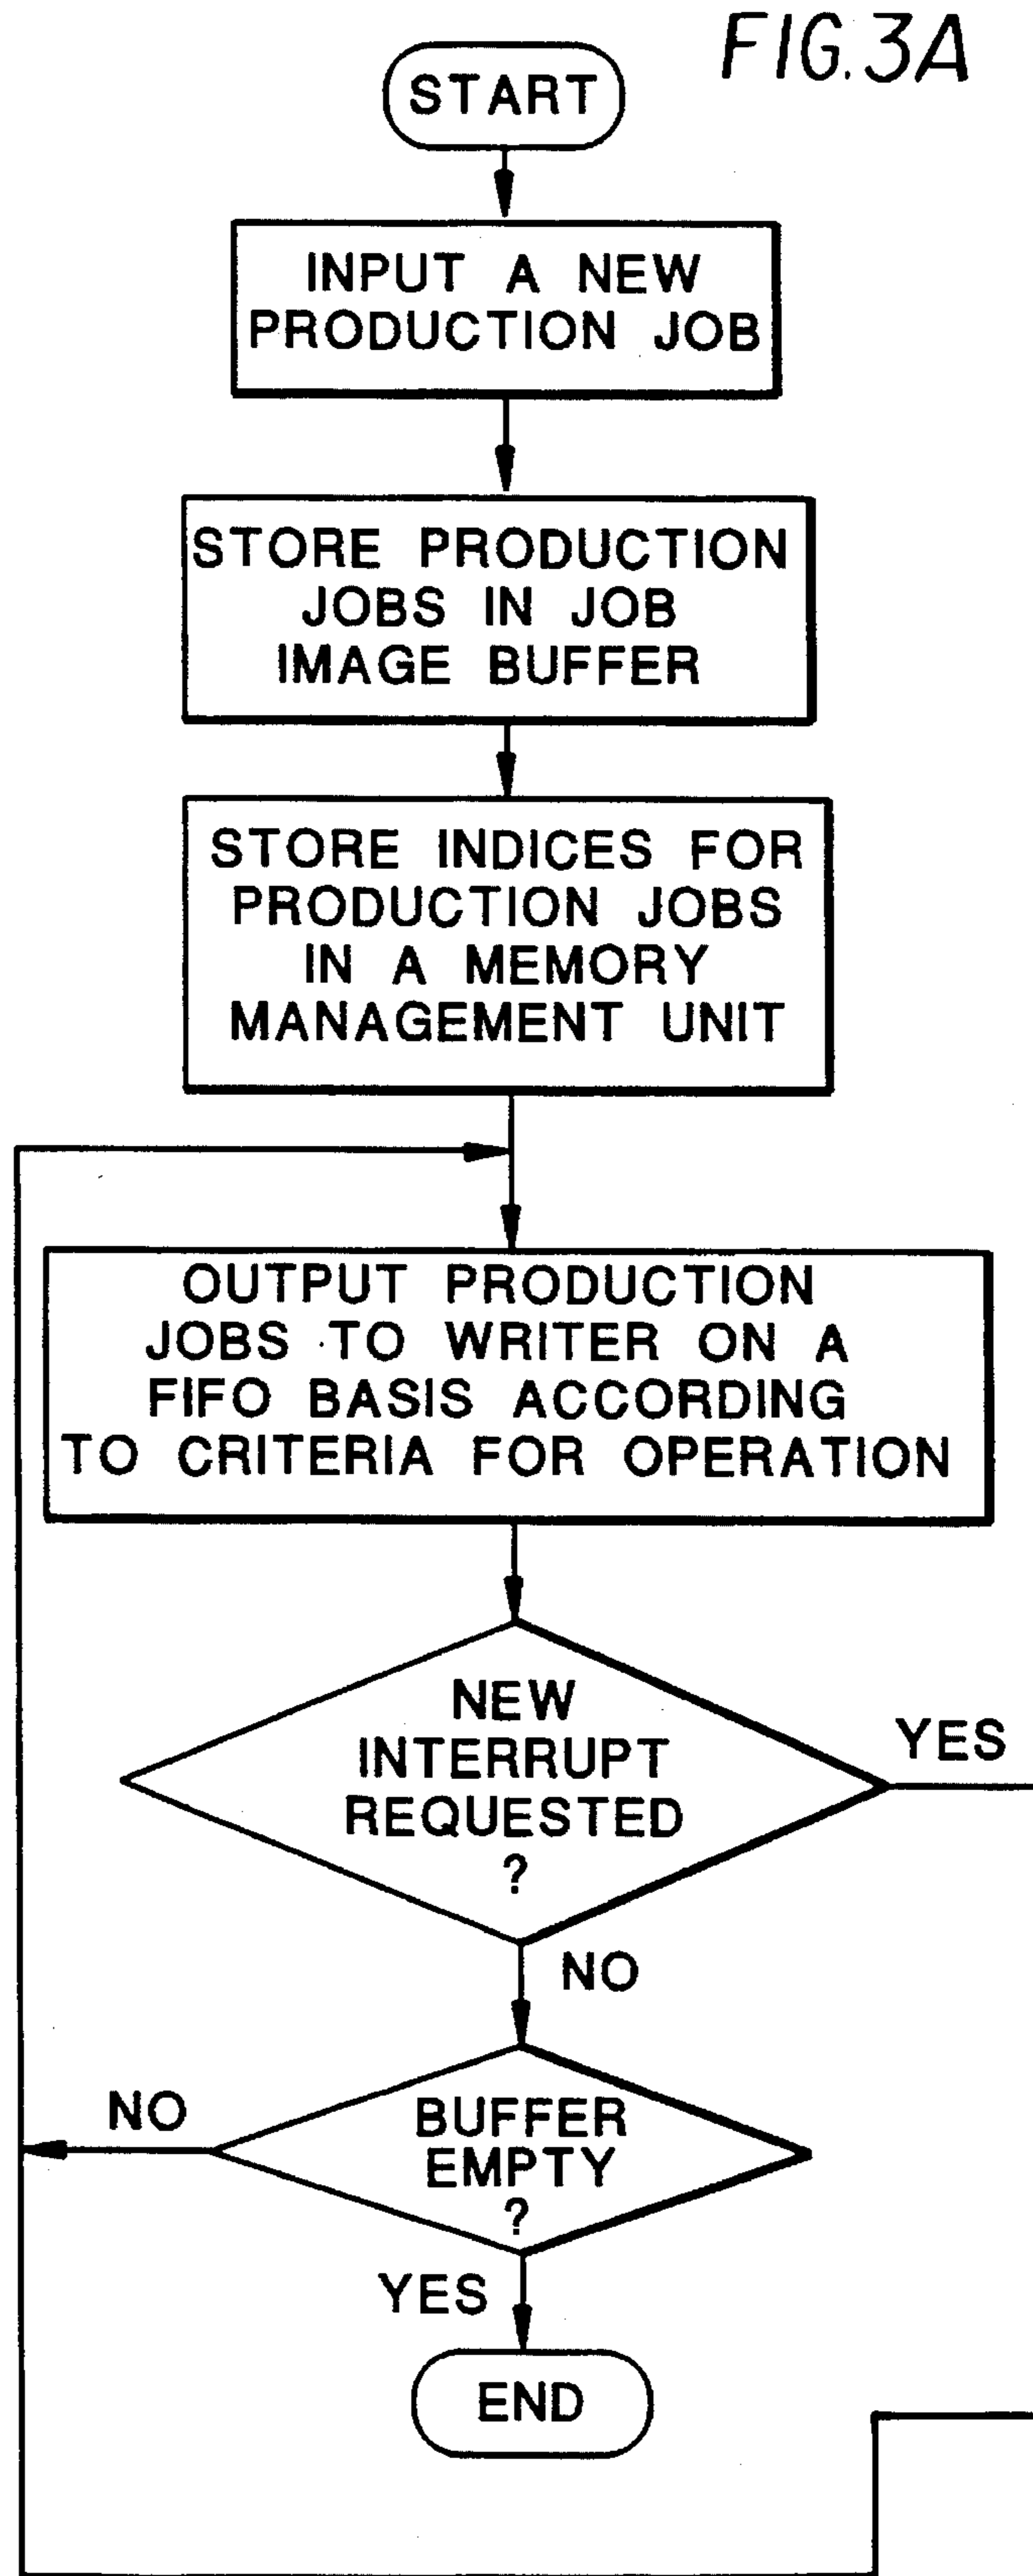 FIG. 3A
START
INPUT A NEW
PRODUCTION JOB
STORE PRODUCTION
JOBS IN JOB
IMAGE BUFFER
STORE INDICES FOR
PRODUCTION JOBS
IN A MEMORY
MANAGEMENT UNIT
OUTPUT PRODUCTION
JOBS TO WRITER ON A
FIFO BASIS ACCORDING
TO CRITERIA FOR OPERATION
NEW
INTERRUPT
REQUESTED
?
YES
NO
BUFFER
EMPTY
?
NO
YES
END